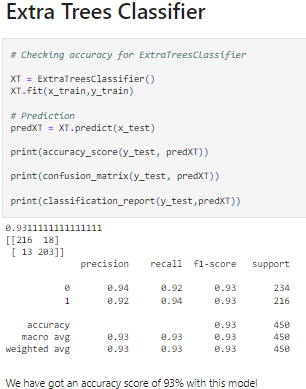 Extra Trees Classifier
# Checking accuracy for ExtraTreesClassifier
XT = ExtraTreesClassifier()
XT.fit(x_train,y_train)
# Prediction
predXT = XT.predict(x_test)
print(accuracy_score(y_test, predXT))
print(confusion_matrix(y_test, predXT))
print(classification_report(y_test,predXT))
0.9311111111111111
[[216  18]
 [ 13 203]]
              precision    recall  f1-score   support
           0       0.94      0.92      0.93       234
           1       0.92      0.94      0.93       216
    accuracy                           0.93       450
   macro avg       0.93      0.93      0.93       450
weighted avg       0.93      0.93      0.93       450
We have got an accuracy score of 93% with this model